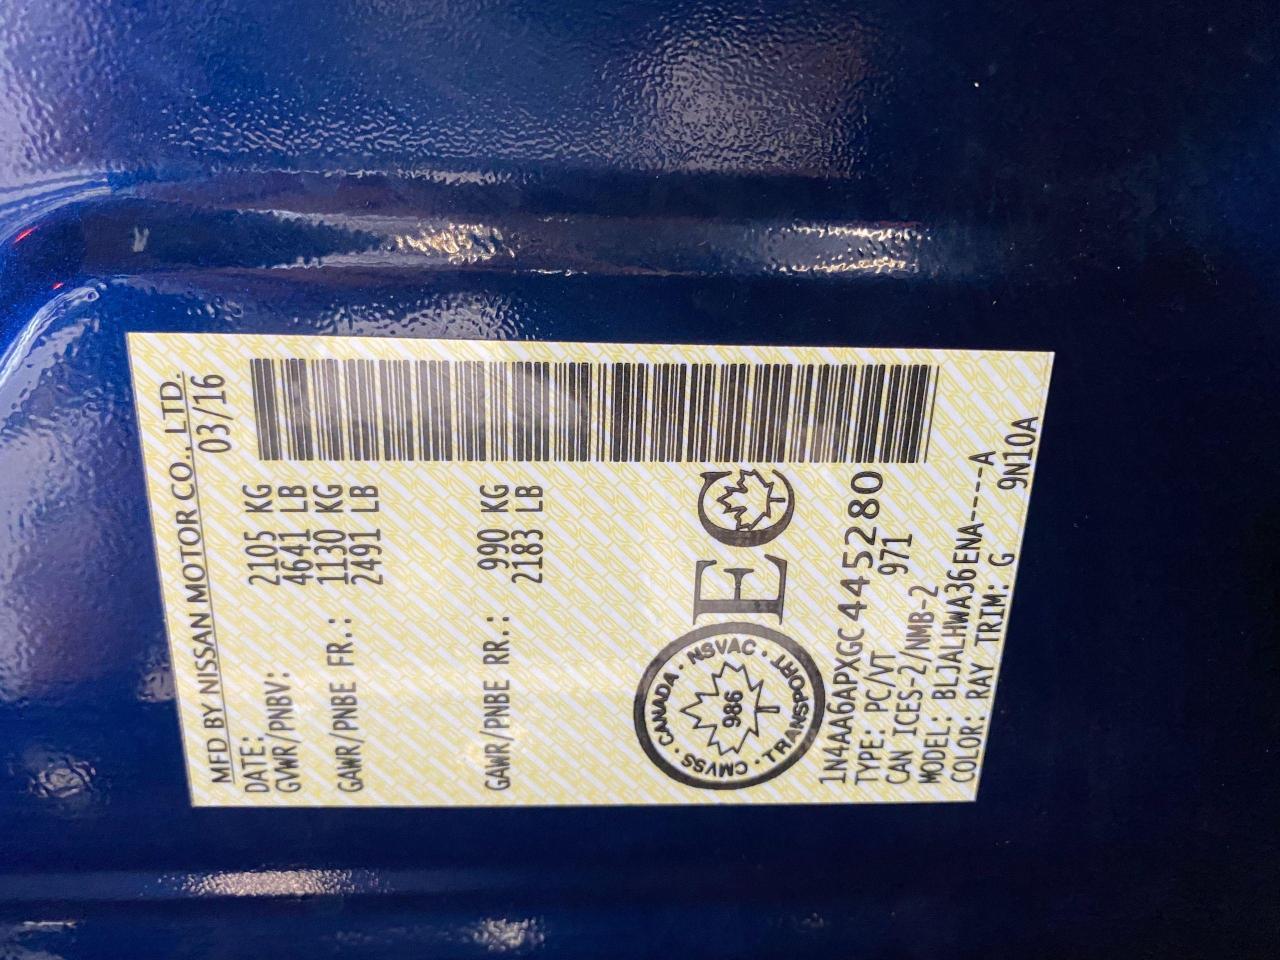 MFD BY NISSAN MOTOR CO., LTD.
DATE: 03/16
GVWR/PNBV: 2105 KG
4641 LB
GAWR/PNBE FR.: 1130 KG
2491 LB
GAWR/PNBE RR.: 990 KG
2183 LB
CANADA · NSVAC · TRANSPORT · CMVSS ·
986
EC
1N4AA6APXGC445280
TYPE: PC/VT 971
CAN ICES-2/NMB-2
MODEL: BLJALHWA36ENA----A
COLOR: RAY TRIM: G 9N10A